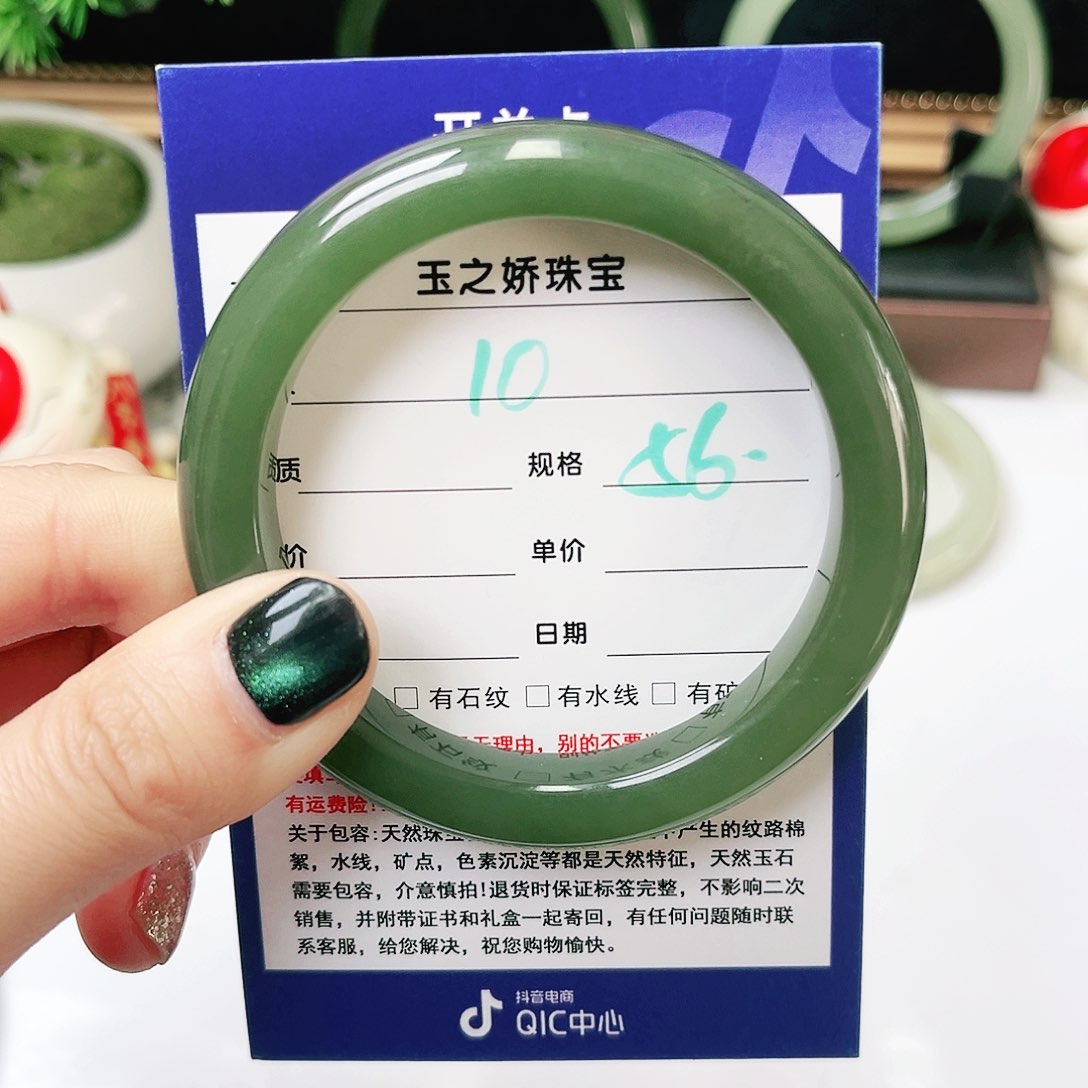 玉之娇珠宝
10
质 规格 56.
价 单价
日期
□ 有石纹 □ 有水线 □ 有矿
理由，别的不要
有运费险!
关于包容:天然珠宝 产生的纹路棉
絮，水线，矿点，色素沉淀等都是天然特征，天然玉石
需要包容，介意慎拍!退货时保证标签完整，不影响二次
销售，并附带证书和礼盒一起寄回，有任何问题随时联
系客服，给您解决，祝您购物愉快。
抖音电商
QIC中心